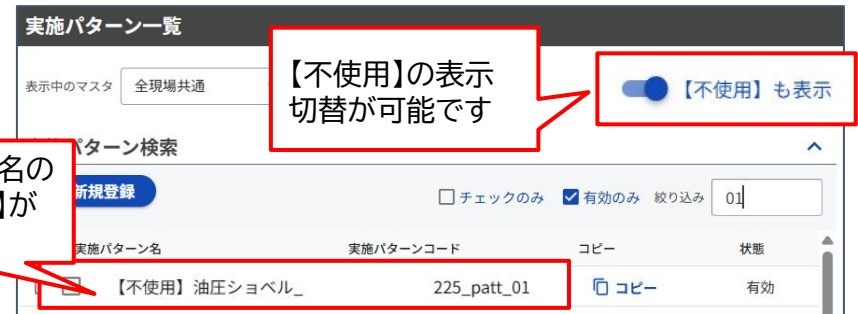 実施パターン一覧
表示中のマスタ 全現場共通
【不使用】の表示
切替が可能です
【不使用】も表示
パターン検索
名の
】が
新規登録
チェックのみ 有効のみ 絞り込み 01
実施パターン名 実施パターンコード コピー 状態
【不使用】油圧ショベル_ 225_patt_01 コピー 有効